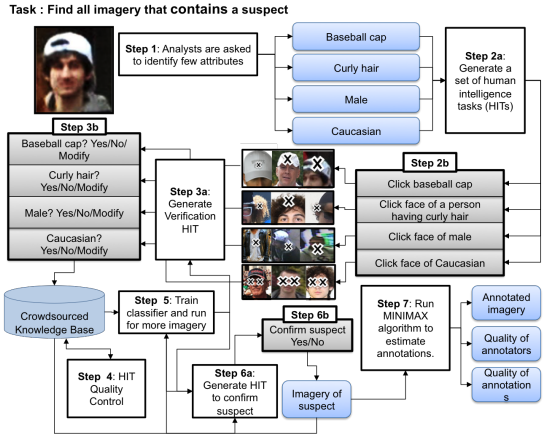 Task : Find all imagery that contains a suspect
Step 1: Analysts are asked
to identify few attributes
Baseball cap
Curly hair
Male
Caucasian
Step 2a:
Generate a
set of human
intelligence
tasks (HITs)
Step 3b
Baseball cap? Yes/No/
Modify
Curly hair?
Yes/No/Modify
Male? Yes/No/Modify
Caucasian?
Yes/No/Modify
Step 3a:
Generate
Verification
HIT
Step 2b
Click baseball cap
Click face of a person
having curly hair
Click face of male
Click face of Caucasian
Crowdsourced
Knowledge Base
Step 5: Train
classifier and run
for more imagery
Step 4: HIT
Quality
Control
Step 6a:
Generate HIT
to confirm
suspect
Step 6b
Confirm suspect
Yes/No
Imagery of
suspect
Step 7: Run
MINIMAX
algorithm to
estimate
annotations.
Annotated
imagery
Quality of
annotators
Quality of
annotation
s